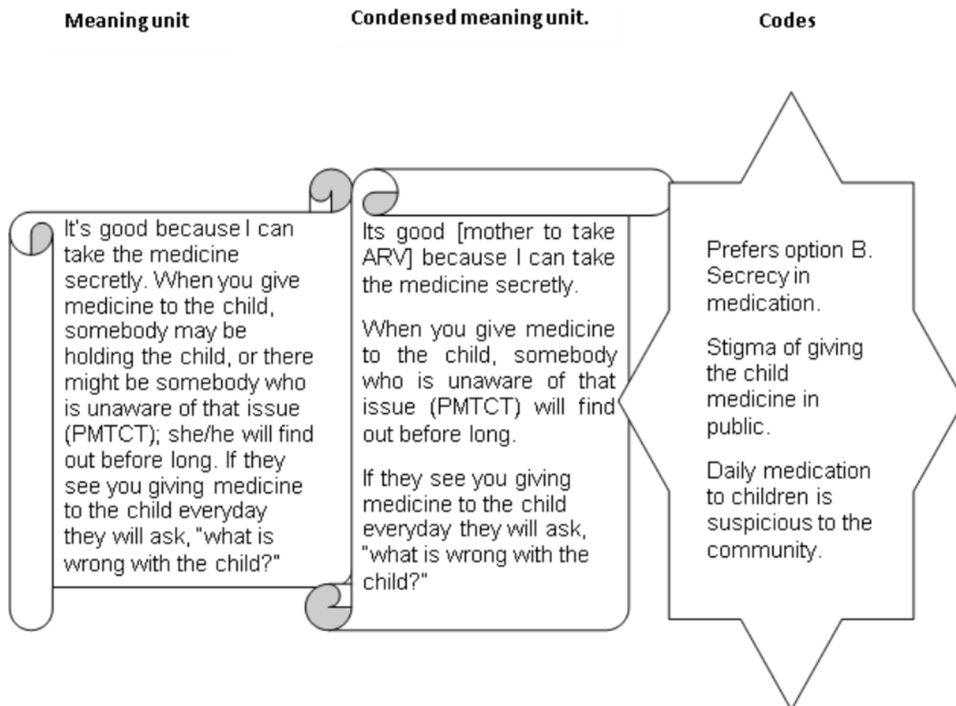 Meaning unit
Condensed meaning unit.
Codes
It's good because I can
take the medicine
secretly. When you give
medicine to the child,
somebody may be
holding the child, or there
might be somebody who
is unaware of that issue
(PMTCT); she/he will find
out before long. If they
see you giving medicine
to the child everyday
they will ask, "what is
wrong with the child?"
Its good [mother to take
ARV] because I can take
the medicine secretly.
When you give medicine
to the child, somebody
who is unaware of that
issue (PMTCT) will find
out before long.
If they see you giving
medicine to the child
everyday they will ask,
"what is wrong with the
child?"
Prefers option B.
Secrecy in
medication.
Stigma of giving
the child
medicine in
public.
Daily medication
to children is
suspicious to the
community.